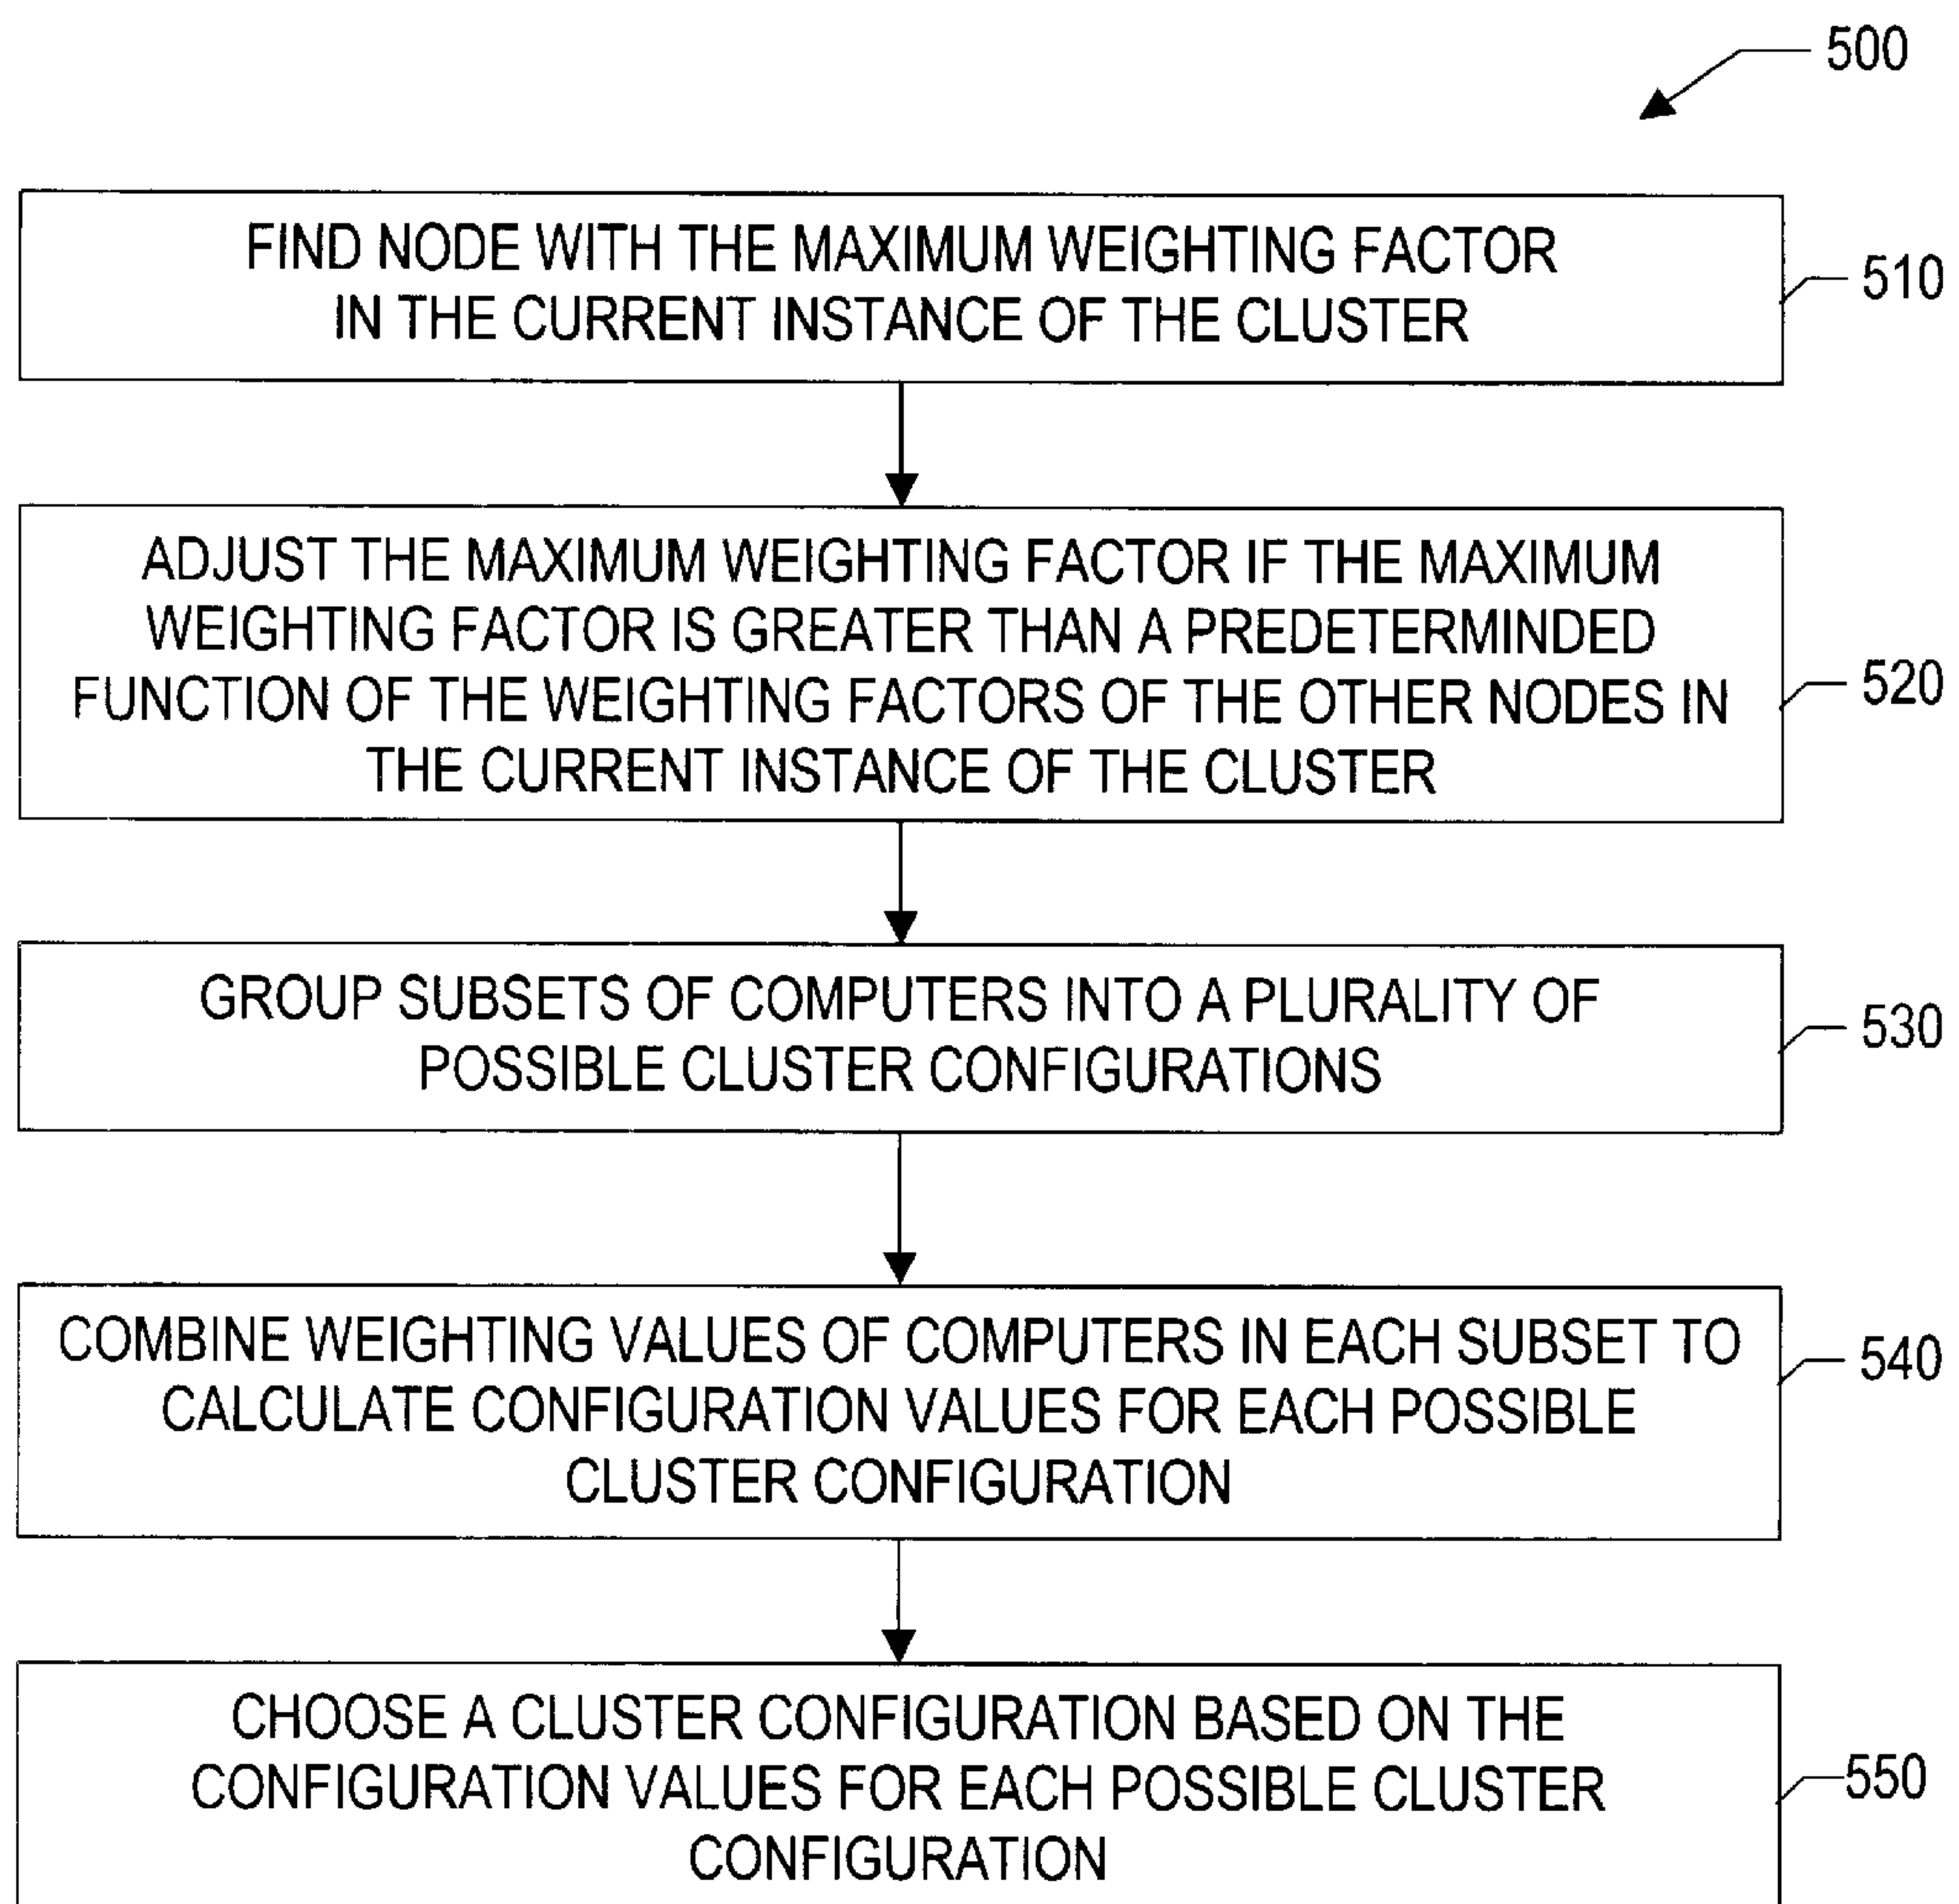 500
FIND NODE WITH THE MAXIMUM WEIGHTING FACTOR
IN THE CURRENT INSTANCE OF THE CLUSTER
510
ADJUST THE MAXIMUM WEIGHTING FACTOR IF THE MAXIMUM
WEIGHTING FACTOR IS GREATER THAN A PREDETERMINDED
FUNCTION OF THE WEIGHTING FACTORS OF THE OTHER NODES IN
THE CURRENT INSTANCE OF THE CLUSTER
520
GROUP SUBSETS OF COMPUTERS INTO A PLURALITY OF
POSSIBLE CLUSTER CONFIGURATIONS
530
COMBINE WEIGHTING VALUES OF COMPUTERS IN EACH SUBSET TO
CALCULATE CONFIGURATION VALUES FOR EACH POSSIBLE
CLUSTER CONFIGURATION
540
CHOOSE A CLUSTER CONFIGURATION BASED ON THE
CONFIGURATION VALUES FOR EACH POSSIBLE CLUSTER
CONFIGURATION
550